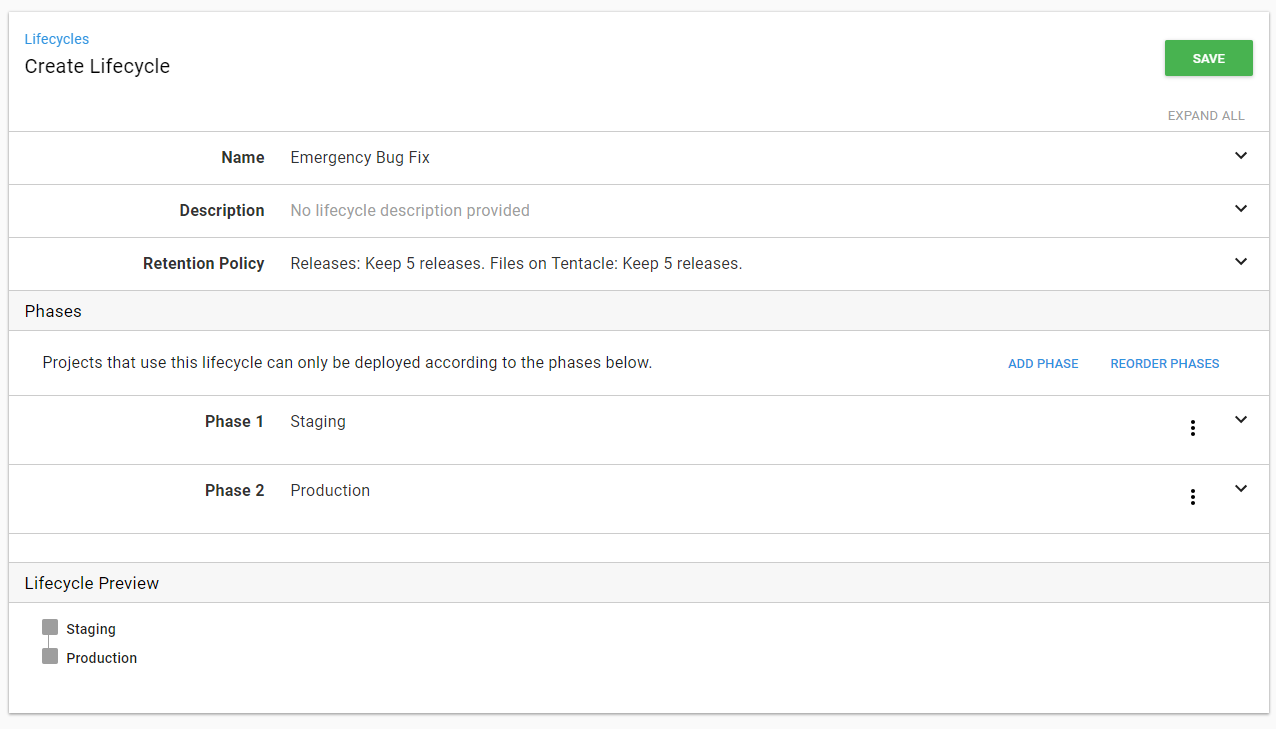 Lifecycles
Create Lifecycle
SAVE
EXPAND ALL
Name Emergency Bug Fix
Description No lifecycle description provided
Retention Policy Releases: Keep 5 releases. Files on Tentacle: Keep 5 releases.
Phases
Projects that use this lifecycle can only be deployed according to the phases below. ADD PHASE REORDER PHASES
Phase 1 Staging
Phase 2 Production
Lifecycle Preview
Staging
Production